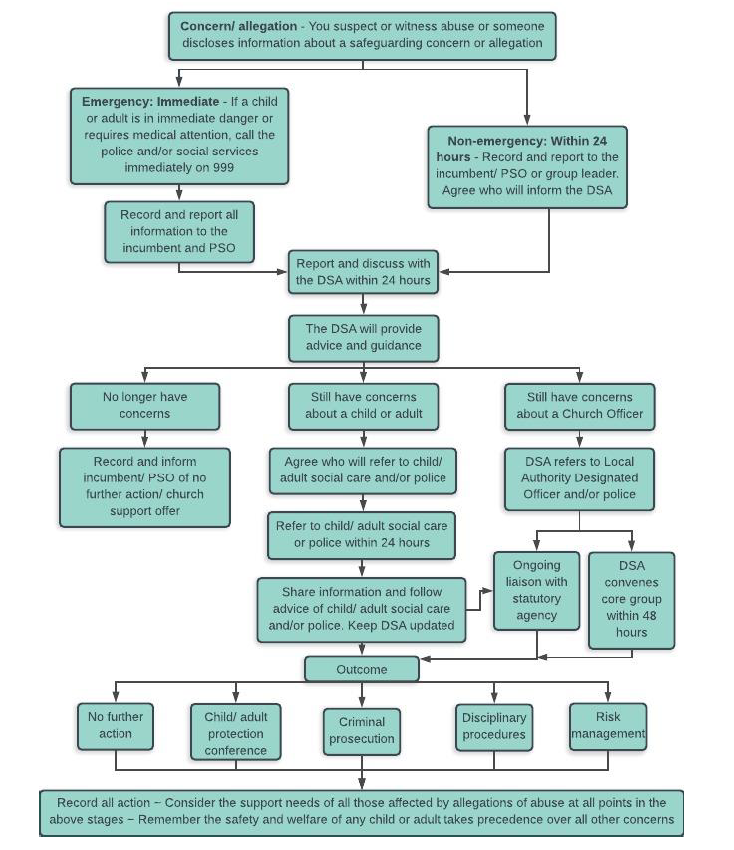 Concern/ allegation - You suspect or witness abuse or someone
discloses information about a safeguarding concern or allegation
Emergency: Immediate - If a child
or adult is in immediate danger or
requires medical attention, call the
police and/or social services
immediately on 999
Non-emergency: Within 24
hours - Record and report to the
incumbent/ PSO or group leader.
Agree who will inform the DSA
Record and report all
information to the
incumbent and PSO
Report and discuss with
the DSA within 24 hours
The DSA will provide
advice and guidance
No longer have
concerns
Still have concerns
about a child or adult
Still have concerns
about a Church Officer
Record and inform
incumbent/ PSO of no
further action/ church
support offer
Agree who will refer to child/
adult social care and/or police
DSA refers to Local
Authority Designated
Officer and/or police
Refer to child/ adult social care
or police within 24 hours
Ongoing
liaison with
statutory
agency
DSA
convenes
core group
within 48
hours
Share information and follow
advice of child/ adult social care
and/or police. Keep DSA updated
Outcome
No further
action
Child/ adult
protection
conference
Criminal
prosecution
Disciplinary
procedures
Risk
management
Record all action ~ Consider the support needs of all those affected by allegations of abuse at all points in the
above stages ~ Remember the safety and welfare of any child or adult takes precedence over all other concerns